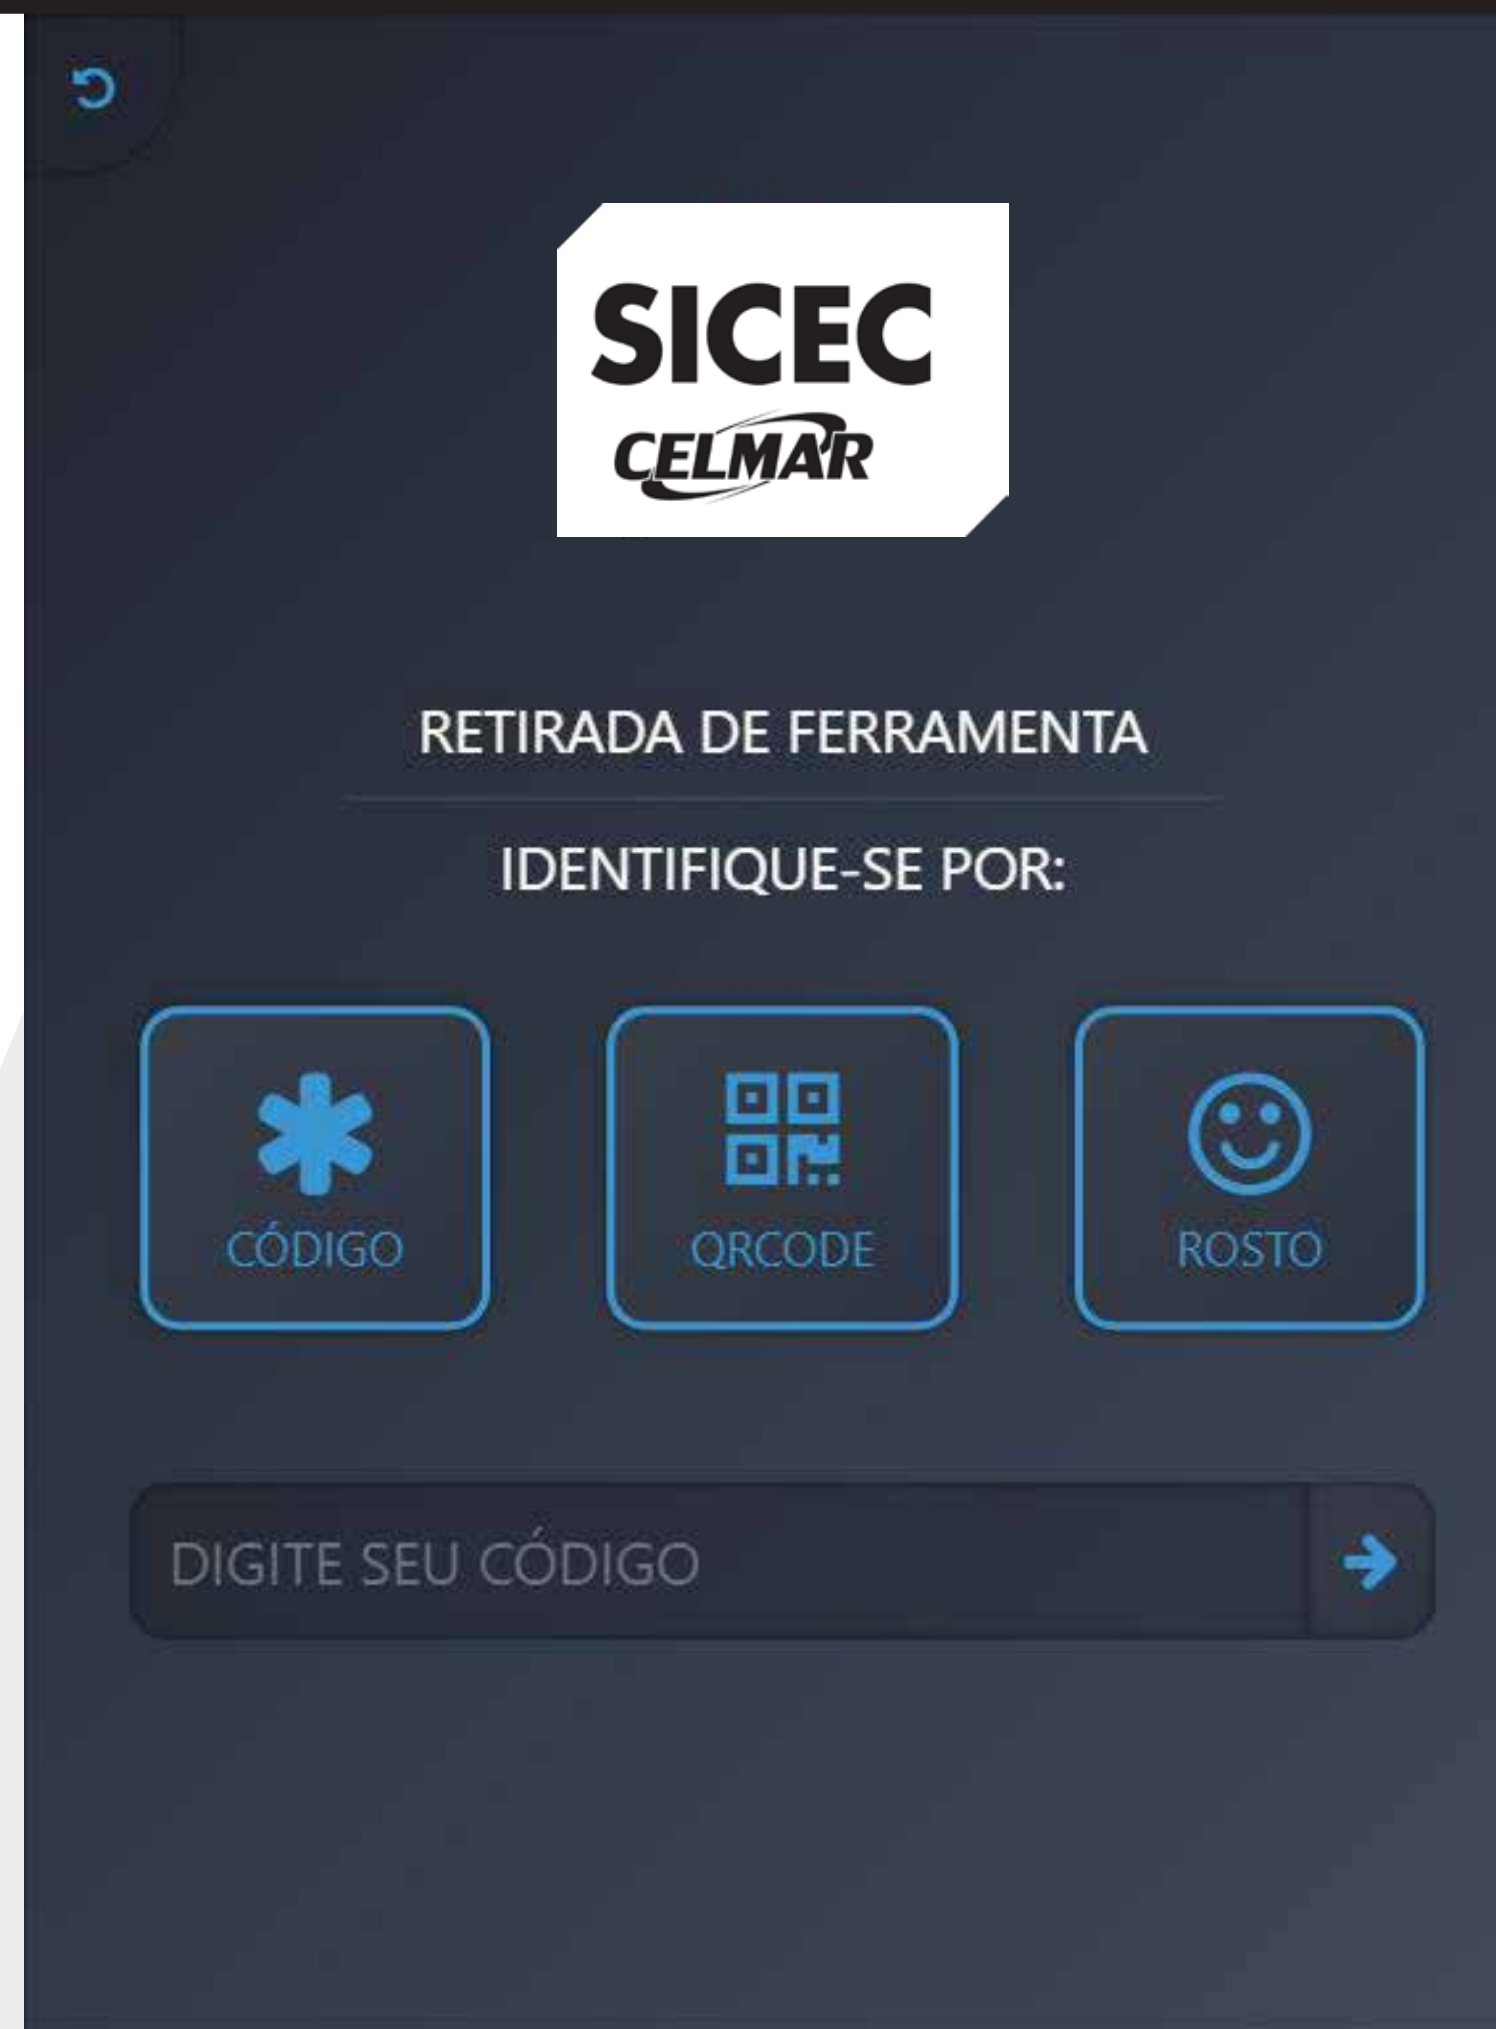 SICEC
CELMAR
RETIRADA DE FERRAMENTA
IDENTIFIQUE-SE POR:
CÓDIGO
QRCODE
ROSTO
DIGITE SEU CÓDIGO